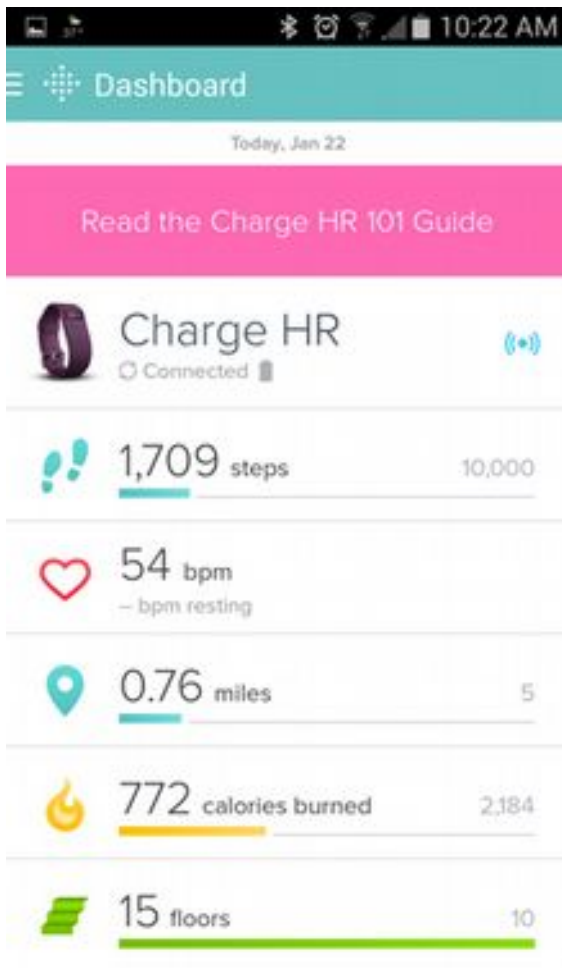 10:22 AM
Dashboard
Today, Jan 22
Read the Charge HR 101 Guide
Charge HR
Connected
1,709 steps 10,000
54 bpm
-- bpm resting
0.76 miles 5
772 calories burned 2,184
15 floors 10